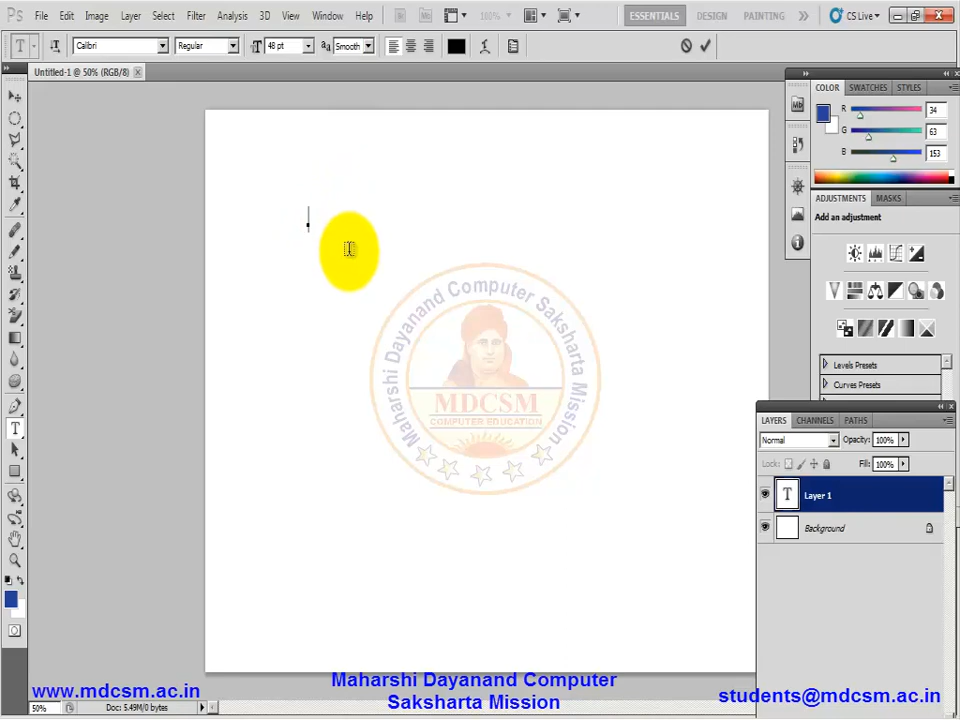 Ps File Edit Image Layer Select Filter Analysis 3D View Window Help 110% ESSENTIALS DESIGN PAINTING CS Live
T Calibri Regular 48 pt Smooth
Untitled-1 @ 50% (RGB/8) x
COLOR SWATCHES STYLES
R 34
G 63
B 153
ADJUSTMENTS MASKS
Add an adjustment
Levels Presets
Curves Presets
LAYERS CHANNELS PATHS
Normal Opacity: 100%
Lock: Fill: 100%
T Layer 1
Background
Maharshi Dayanand Computer Saksharta Mission
MDCSM
COMPUTER EDUCATION
www.mdcsm.ac.in
Maharshi Dayanand Computer
Saksharta Mission
students@mdcsm.ac.in
50% Doc: 5.49M/0 bytes